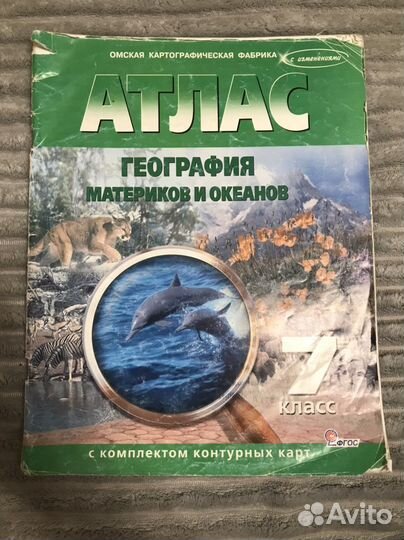 ОМСКАЯ КАРТОГРАФИЧЕСКАЯ ФАБРИКА
с изменениями
АТЛАС
ГЕОГРАФИЯ
МАТЕРИКОВ И ОКЕАНОВ
7
класс
ФГОС
с комплектом контурных карт
Avito